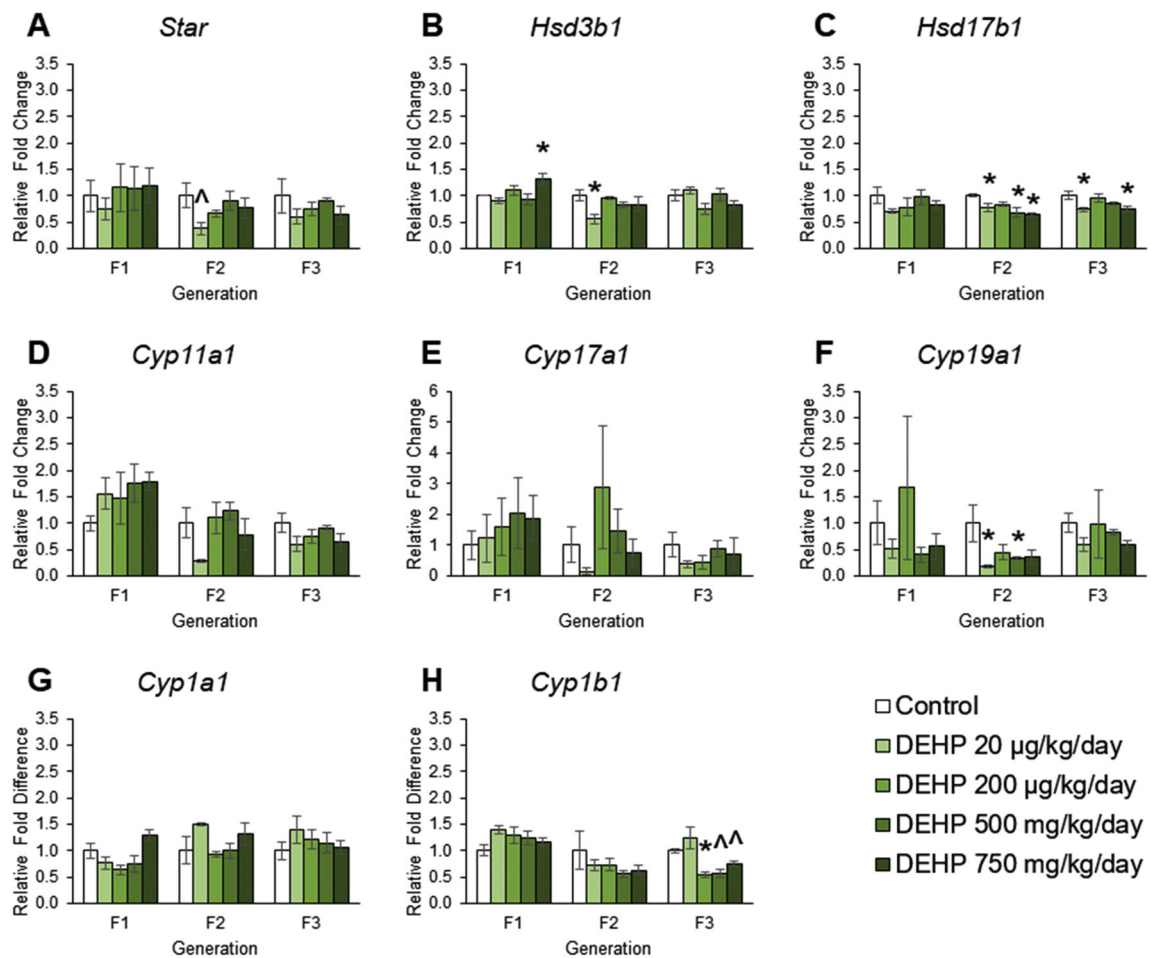 A Star
B Hsd3b1
C Hsd17b1
Relative Fold Change
3.5
3.0
2.5
2.0
1.5
1.0
0.5
0.0
^
F1 F2 F3
Generation
Relative Fold Change
3.5
3.0
2.5
2.0
1.5
1.0
0.5
0.0
* *
F1 F2 F3
Generation
Relative Fold Change
3.5
3.0
2.5
2.0
1.5
1.0
0.5
0.0
* * * * *
F1 F2 F3
Generation
D Cyp11a1
E Cyp17a1
F Cyp19a1
Relative Fold Change
3.5
3.0
2.5
2.0
1.5
1.0
0.5
0.0
F1 F2 F3
Generation
Relative Fold Change
6
5
4
3
2
1
0
F1 F2 F3
Generation
Relative Fold Change
3.5
3.0
2.5
2.0
1.5
1.0
0.5
0.0
* *
F1 F2 F3
Generation
G Cyp1a1
H Cyp1b1
Relative Fold Difference
3.5
3.0
2.5
2.0
1.5
1.0
0.5
0.0
F1 F2 F3
Generation
Relative Fold Difference
3.5
3.0
2.5
2.0
1.5
1.0
0.5
0.0
*^^
F1 F2 F3
Generation
Control
DEHP 20 µg/kg/day
DEHP 200 µg/kg/day
DEHP 500 mg/kg/day
DEHP 750 mg/kg/day